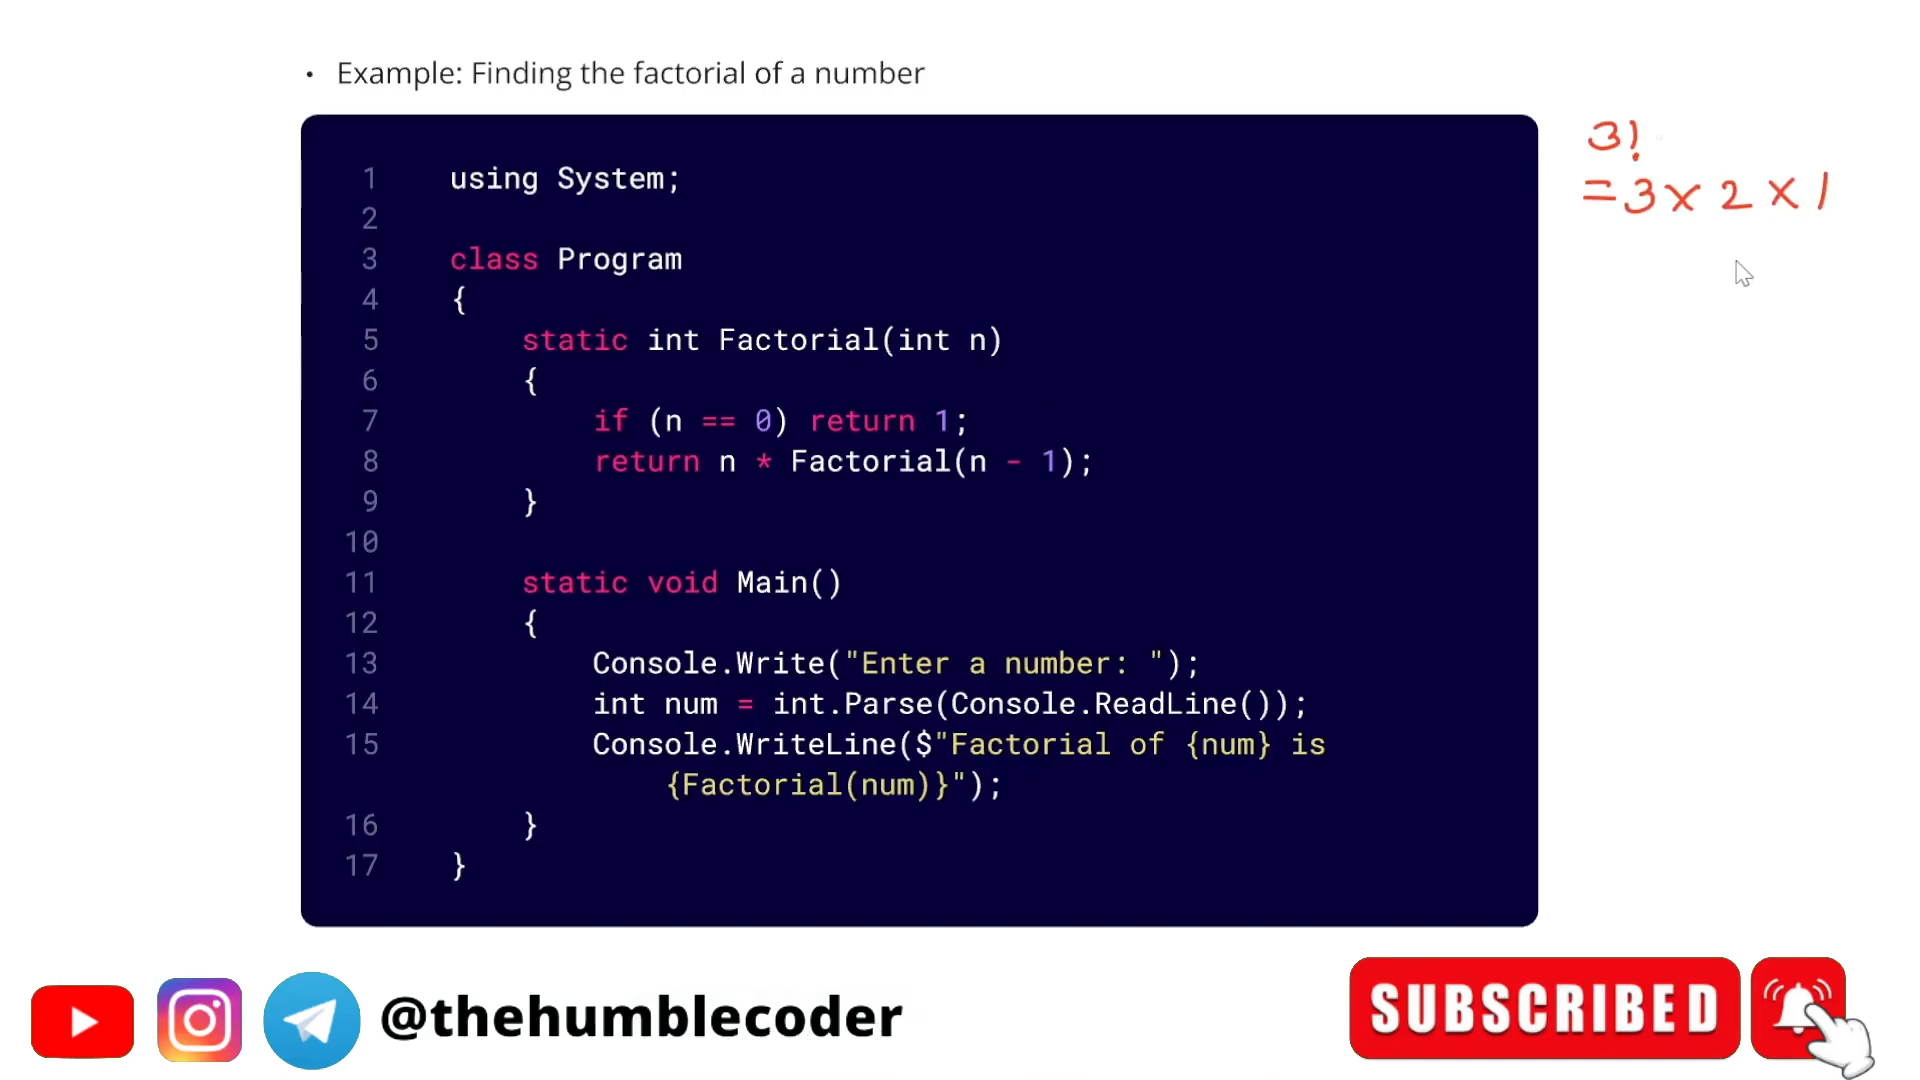 • Example: Finding the factorial of a number
3!
= 3 x 2 x 1
1 using System;
2
3 class Program
4 {
5 static int Factorial(int n)
6 {
7 if (n == 0) return 1;
8 return n * Factorial(n - 1);
9 }
10
11 static void Main()
12 {
13 Console.Write("Enter a number: ");
14 int num = int.Parse(Console.ReadLine());
15 Console.WriteLine($"Factorial of {num} is
{Factorial(num)}");
16 }
17 }
@thehumblecoder
SUBSCRIBED